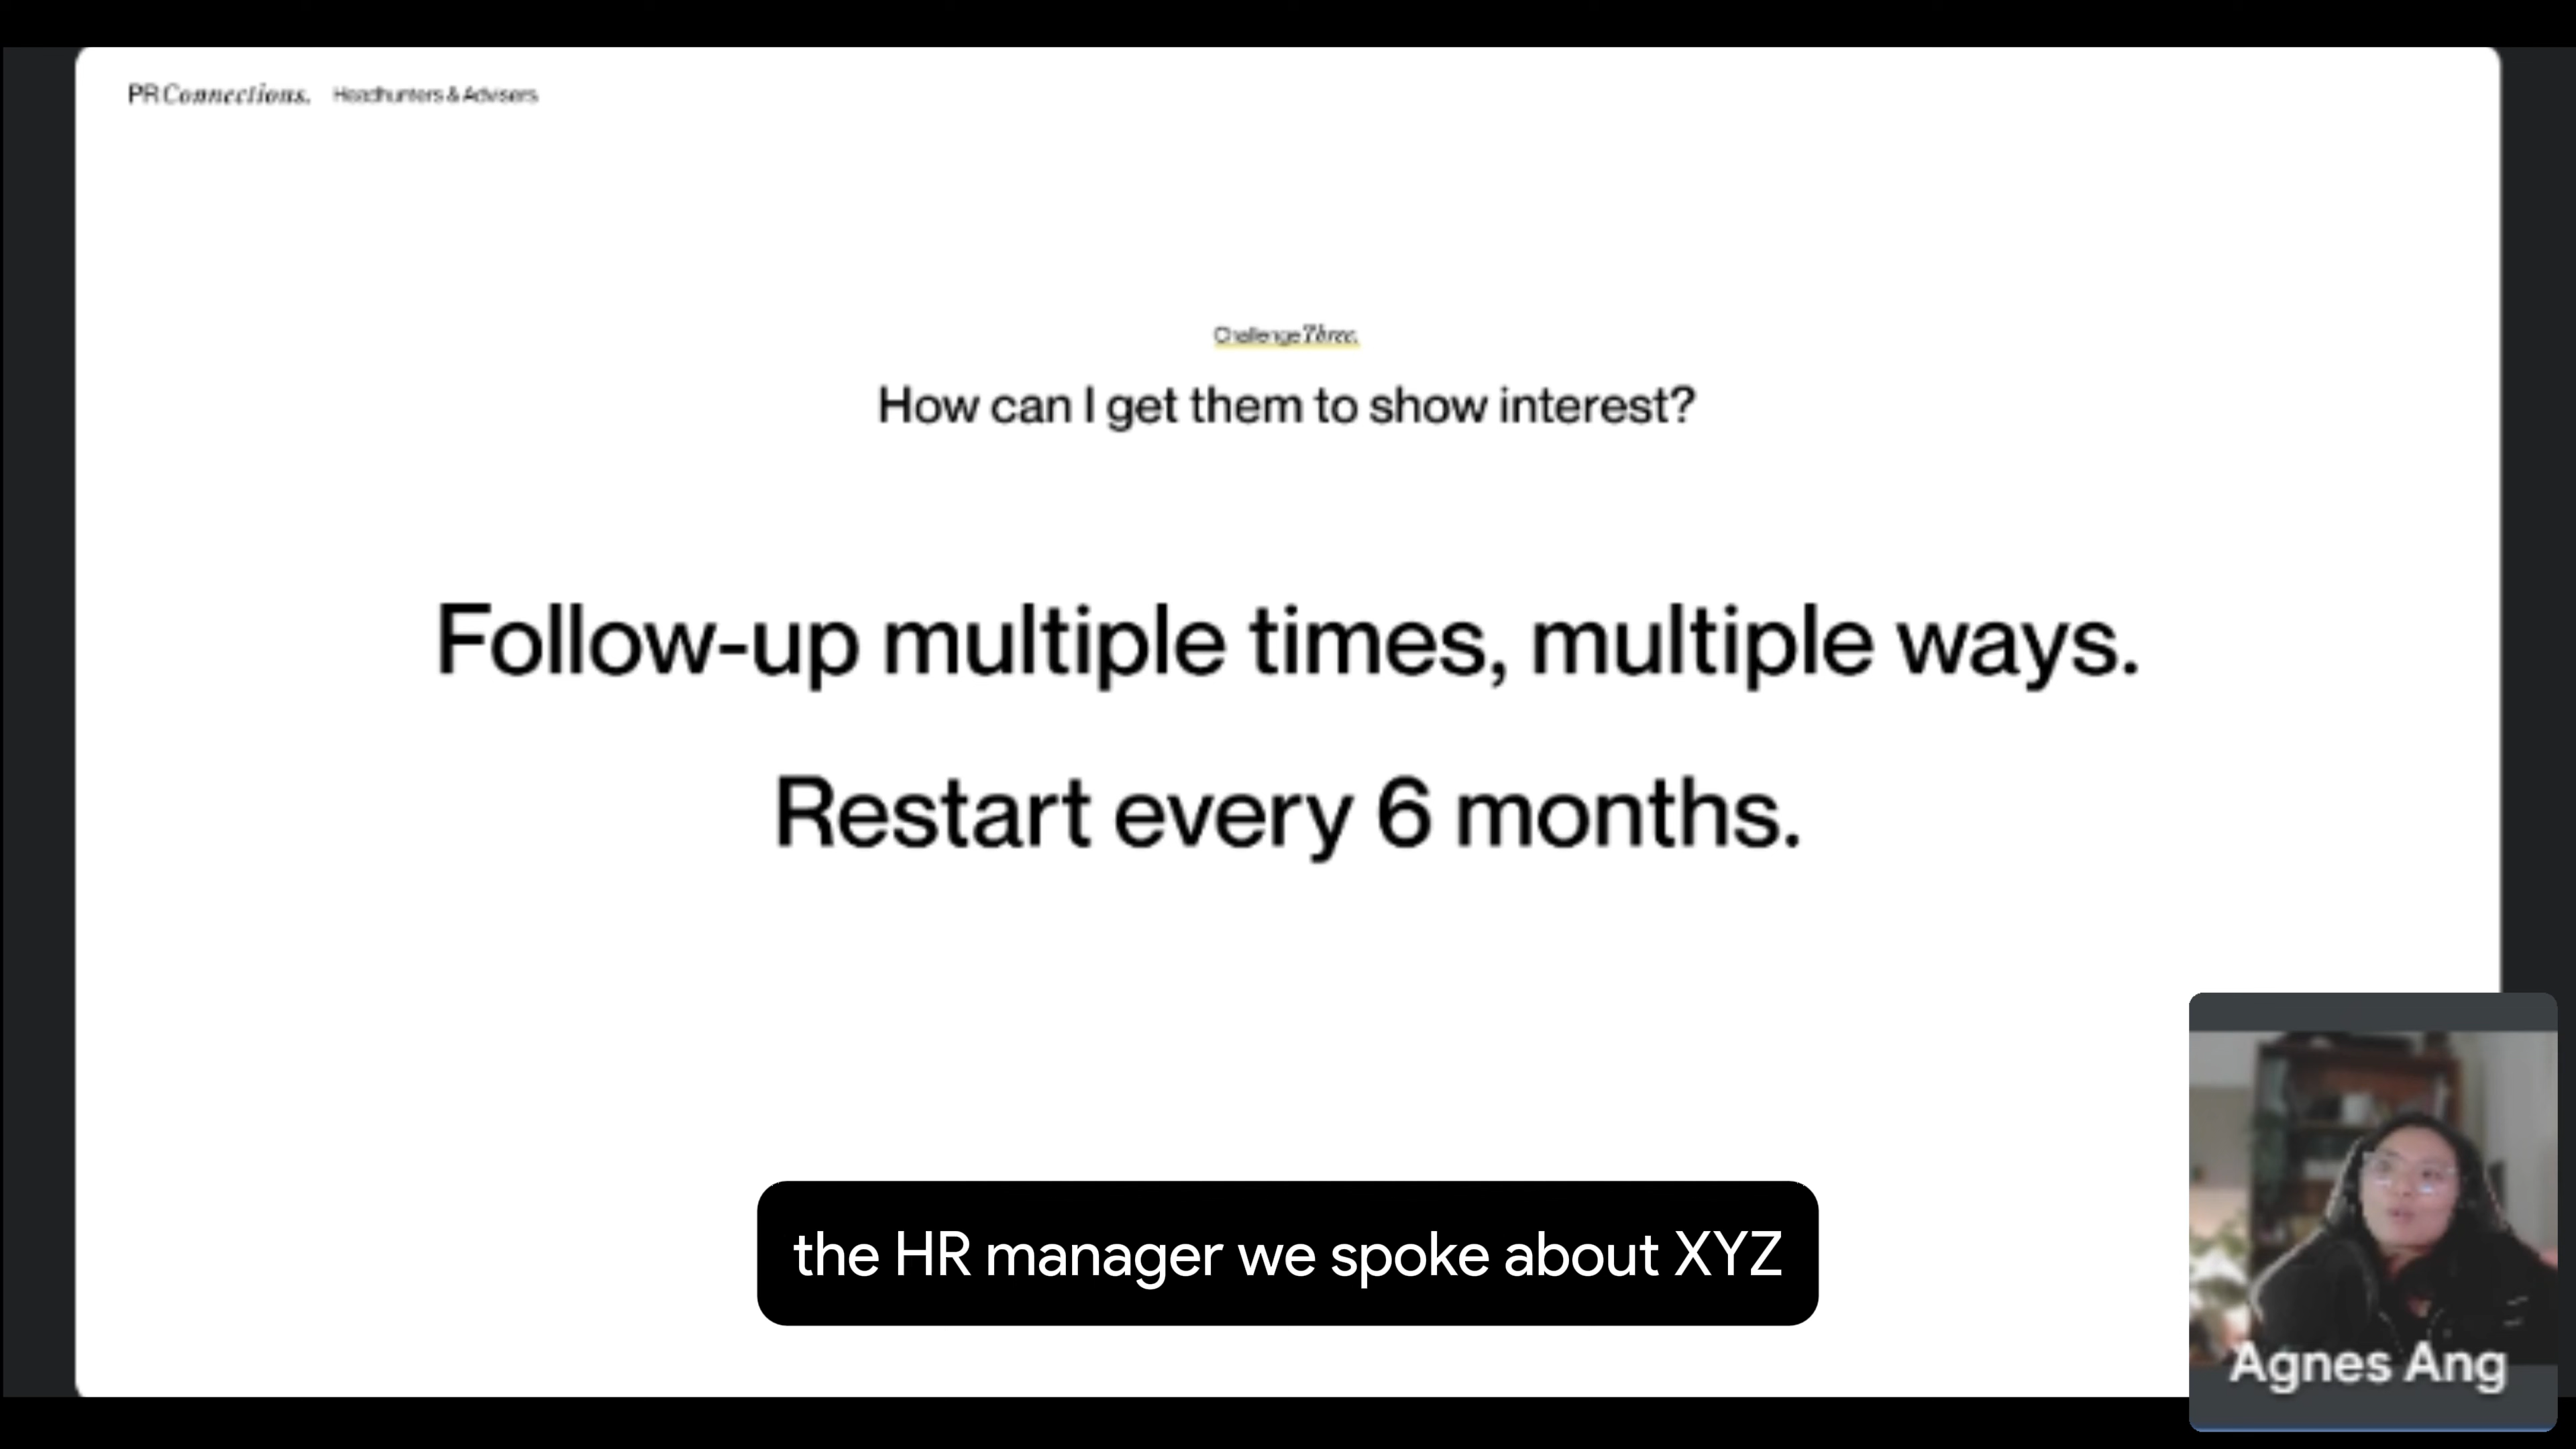 PR Connections. Headhunters & Advisers
Challenge Three.
How can I get them to show interest?
Follow-up multiple times, multiple ways.
Restart every 6 months.
the HR manager we spoke about XYZ
Agnes Ang